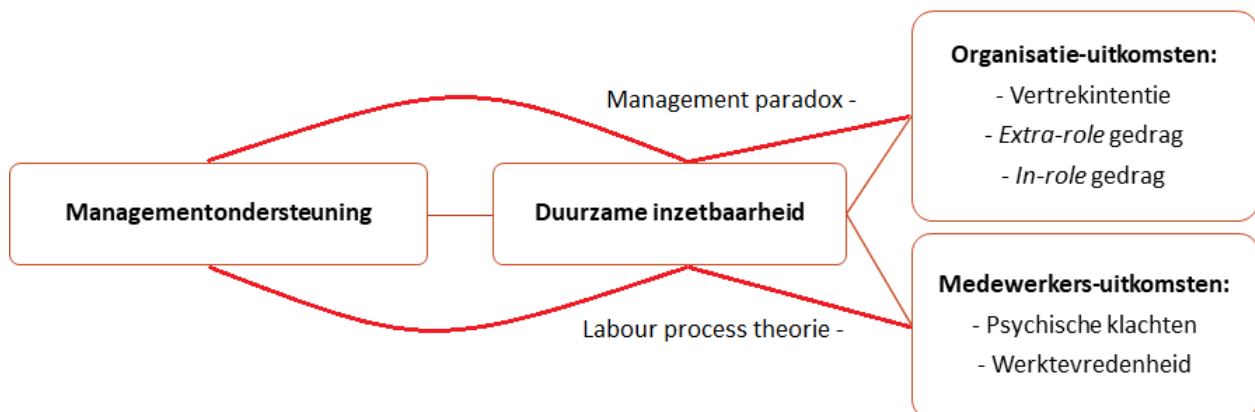 Managementondersteuning
Duurzame inzetbaarheid
Management paradox -
Labour process theorie -
Organisatie-uitkomsten:
- Vertrekintentie
- Extra-role gedrag
- In-role gedrag
Medewerkers-uitkomsten:
- Psychische klachten
- Werktevredenheid